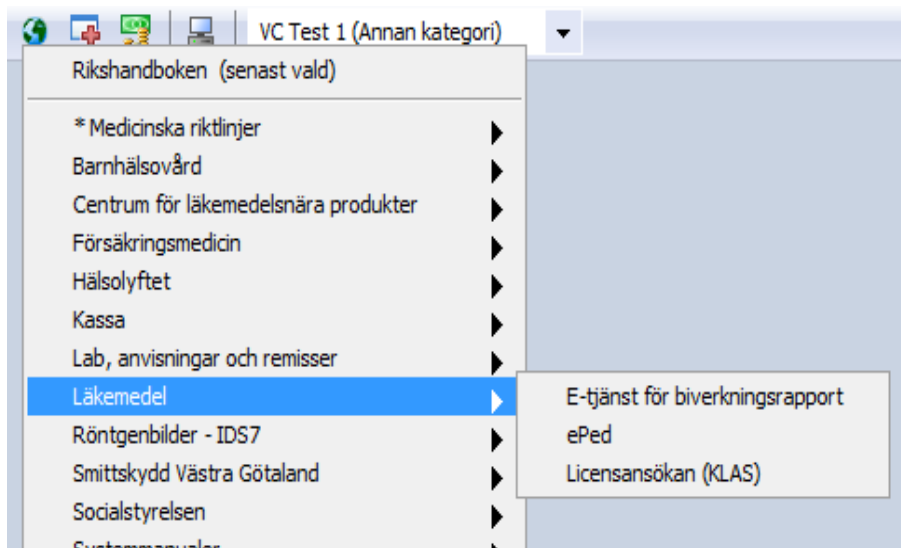 VC Test 1 (Annan kategori)
Rikshandboken (senast vald)
* Medicinska riktlinjer
Barnhälsovård
Centrum för läkemedelsnära produkter
Försäkringsmedicin
Hälsolyftet
Kassa
Lab, anvisningar och remisser
Läkemedel
E-tjänst för biverkningsrapport
ePed
Licensansökan (KLAS)
Röntgenbilder - IDS7
Smittskydd Västra Götaland
Socialstyrelsen
Systemmanualer